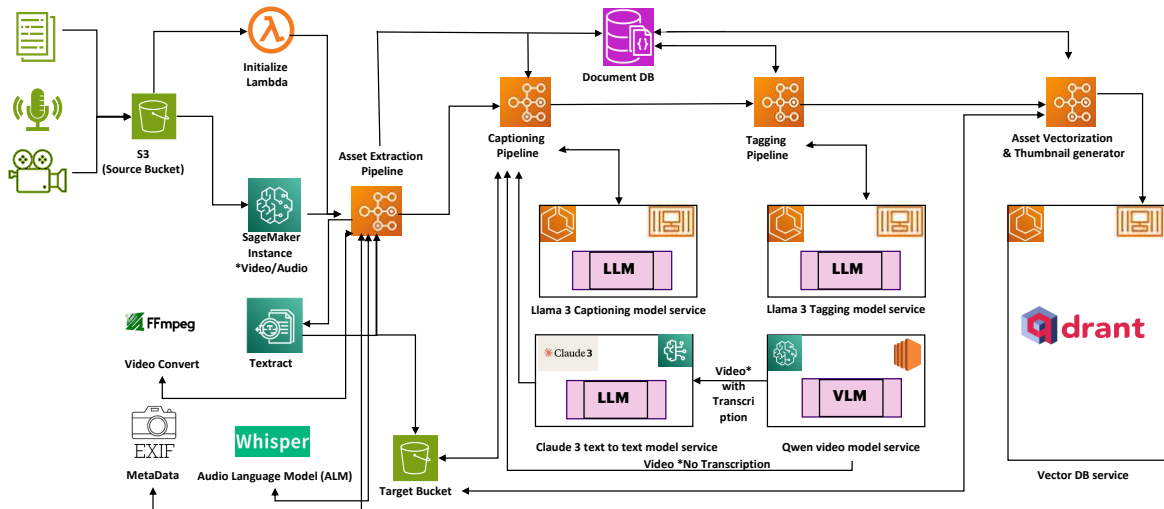 Initialize
Lambda
S3
(Source Bucket)
Document DB
Captioning
Pipeline
Tagging
Pipeline
Asset Vectorization
& Thumbnail generator
Asset Extraction
Pipeline
SageMaker
Instance
*Video/Audio
LLM
Llama 3 Captioning model service
LLM
Llama 3 Tagging model service
qdrant
Vector DB service
FFmpeg
Video Convert
Textract
Claude 3
LLM
Claude 3 text to text model service
Video*
with
Transcri
ption
VLM
Qwen video model service
Video *No Transcription
EXIF
MetaData
Whisper
Audio Language Model (ALM)
Target Bucket